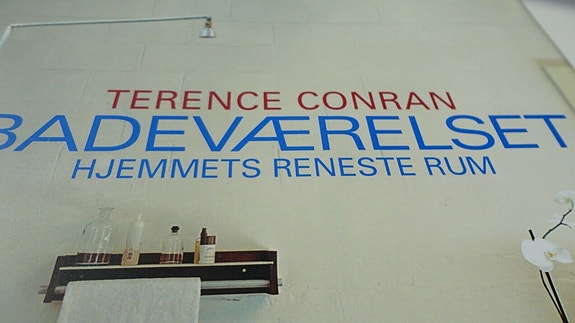 TERENCE CONRAN
BADEVÆRELSET
HJEMMETS RENESTE RUM